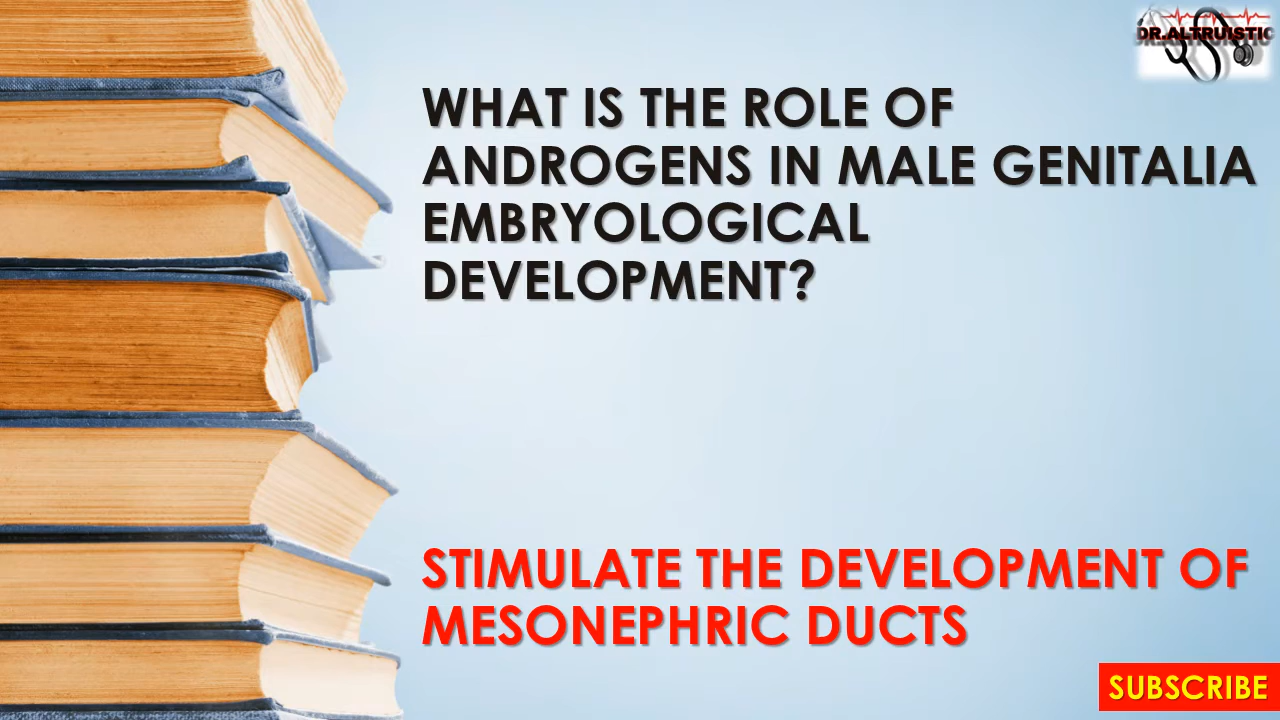 DR.ALTRUISTIC
WHAT IS THE ROLE OF
ANDROGENS IN MALE GENITALIA
EMBRYOLOGICAL
DEVELOPMENT?
STIMULATE THE DEVELOPMENT OF
MESONEPHRIC DUCTS
SUBSCRIBE